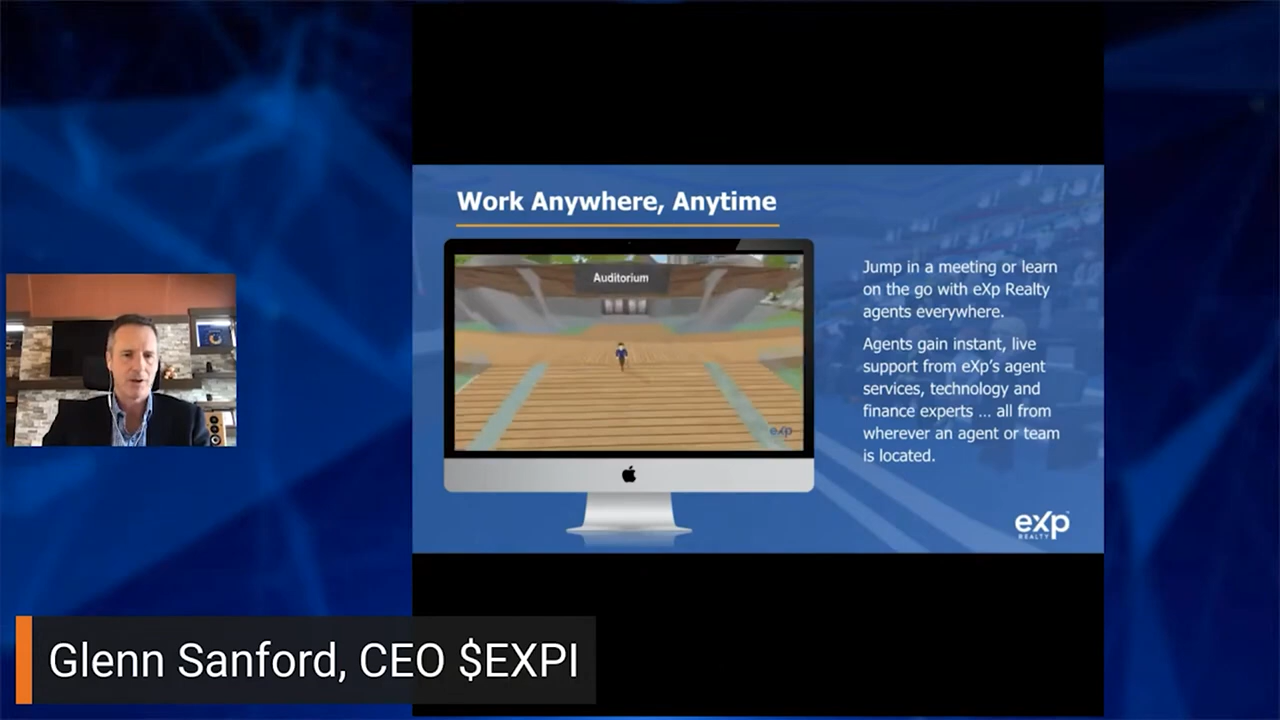 Work Anywhere, Anytime
Auditorium
exp
Jump in a meeting or learn
on the go with eXp Realty
agents everywhere.
Agents gain instant, live
support from eXp's agent
services, technology and
finance experts ... all from
wherever an agent or team
is located.
eXp
REALTY
Glenn Sanford, CEO $EXPI